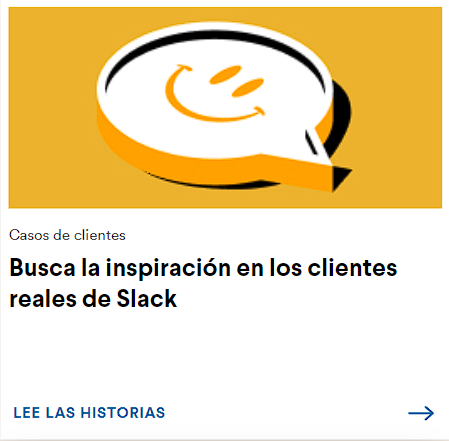 Casos de clientes
Busca la inspiración en los clientes
reales de Slack
LEE LAS HISTORIAS